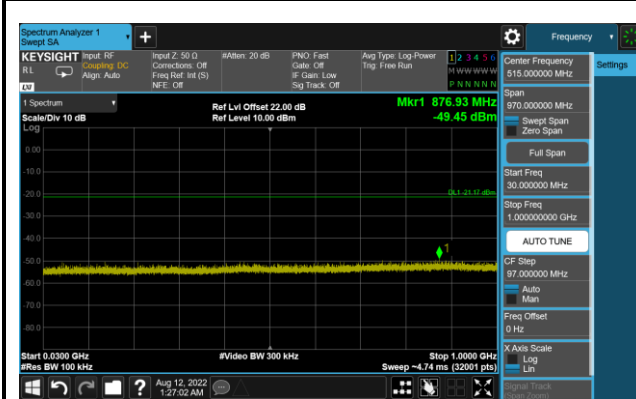 Spectrum Analyzer 1
Swept SA
Frequency
KEYSIGHT
RL
Input: RF
Coupling: DC
Align: Auto
Input Z: 50 Ω
Corrections: Off
Freq Ref: Int (S)
NFE: Off
#Atten: 20 dB
PNO: Fast
Gate: Off
IF Gain: Low
Sig Track: Off
Avg Type: Log-Power
Trig: Free Run
1 2 3 4 5 6
M W W W W W
P N N N N N
1 Spectrum
Scale/Div 10 dB
Log
Ref Lvl Offset 22.00 dB
Ref Level 10.00 dBm
Mkr1 876.93 MHz
-49.45 dBm
0.00
-10.0
-20.0
DL1 -21.17 dBm
-30.0
-40.0
1
-50.0
-60.0
-70.0
-80.0
Start 0.0300 GHz
#Res BW 100 kHz
#Video BW 300 kHz
Stop 1.0000 GHz
Sweep ~4.74 ms (32001 pts)
Aug 12, 2022
1:27:02 AM
Center Frequency
515.000000 MHz
Settings
Span
970.000000 MHz
Swept Span
Zero Span
Full Span
Start Freq
30.000000 MHz
Stop Freq
1.000000000 GHz
AUTO TUNE
CF Step
97.000000 MHz
Auto
Man
Freq Offset
0 Hz
X Axis Scale
Log
Lin
Signal Track
(Span Zoom)